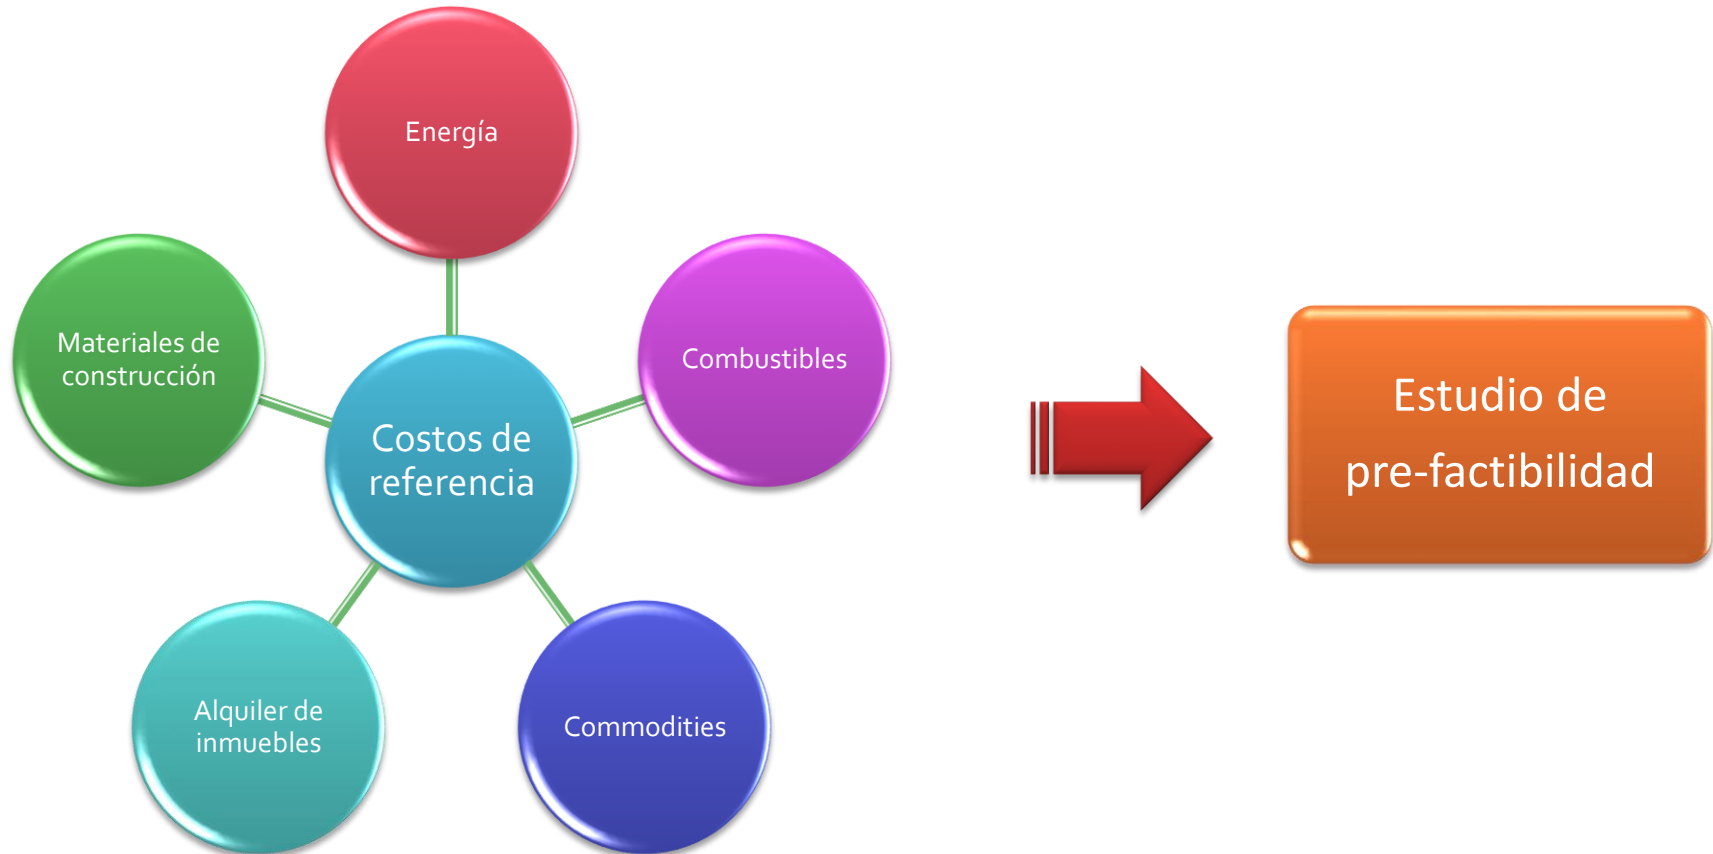 Energía
Combustibles
Commodities
Alquiler de
inmuebles
Materiales de
construcción
Costos de
referencia
Estudio de
pre-factibilidad